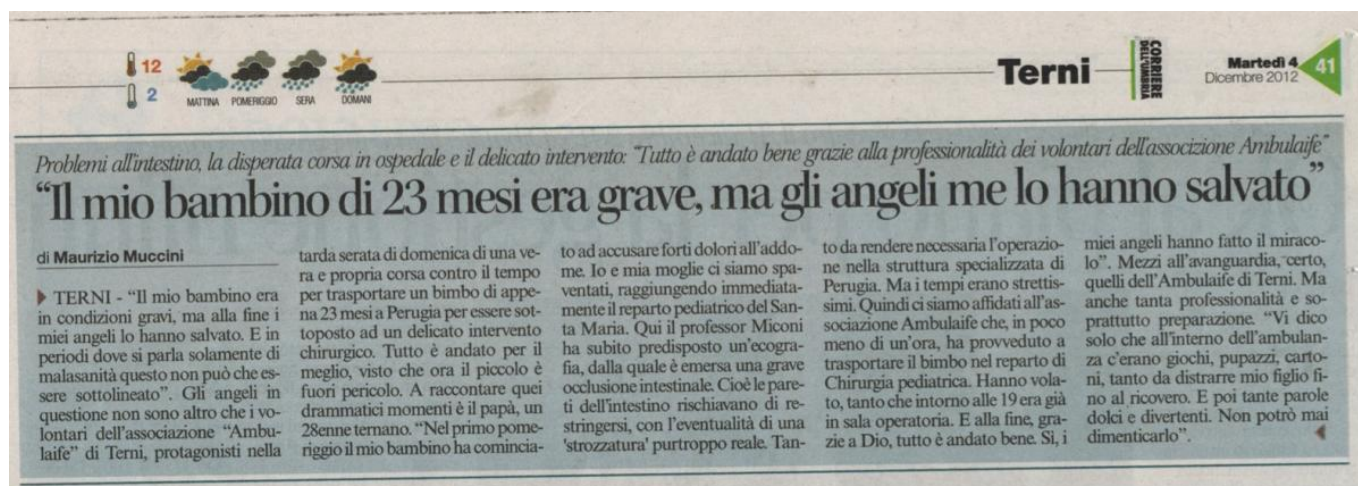 12
2
MATTINA POMERIGGIO SERA DOMANI
Terni
CORRIERE
DELL'UMBRIA
Martedì 4
Dicembre 2012
41
Problemi all'intestino, la disperata corsa in ospedale e il delicato intervento: "Tutto è andato bene grazie alla professionalità dei volontari dell'associzione Ambulaife"
"Il mio bambino di 23 mesi era grave, ma gli angeli me lo hanno salvato"
di Maurizio Muccini
TERNI - "Il mio bambino era
in condizioni gravi, ma alla fine i
miei angeli lo hanno salvato. E in
periodi dove si parla solamente di
malasanità questo non può che es-
sere sottolineato". Gli angeli in
questione non sono altro che i vo-
lontari dell'associazione "Ambu-
laife" di Terni, protagonisti nella
tarda serata di domenica di una ve-
ra e propria corsa contro il tempo
per trasportare un bimbo di appe-
na 23 mesi a Perugia per essere sot-
toposto ad un delicato intervento
chirurgico. Tutto è andato per il
meglio, visto che ora il piccolo è
fuori pericolo. A raccontare quei
drammatici momenti è il papà, un
28enne ternano. "Nel primo pome-
riggio il mio bambino ha comincia-
to ad accusare forti dolori all'addo-
me. Io e mia moglie ci siamo spa-
ventati, raggiungendo immediata-
mente il reparto pediatrico del San-
ta Maria. Qui il professor Miconi
ha subito predisposto un'ecogra-
fia, dalla quale è emersa una grave
occlusione intestinale. Cioè le pare-
ti dell'intestino rischiavano di re-
stringersi, con l'eventualità di una
'strozzatura' purtroppo reale. Tan-
to da rendere necessaria l'operazio-
ne nella struttura specializzata di
Perugia. Ma i tempi erano strettis-
simi. Quindi ci siamo affidati all'as-
sociazione Ambulaife che, in poco
meno di un'ora, ha provveduto a
trasportare il bimbo nel reparto di
Chirurgia pediatrica. Hanno vola-
to, tanto che intorno alle 19 era già
in sala operatoria. E alla fine, gra-
zie a Dio, tutto è andato bene. Sì, i
miei angeli hanno fatto il miraco-
lo". Mezzi all'avanguardia, certo,
quelli dell'Ambulaife di Terni. Ma
anche tanta professionalità e so-
prattutto preparazione. "Vi dico
solo che all'interno dell'ambulan-
za c'erano giochi, pupazzi, carto-
ni, tanto da distrarre mio figlio fi-
no al ricovero. E poi tante parole
dolci e divertenti. Non potrò mai
dimenticarlo".